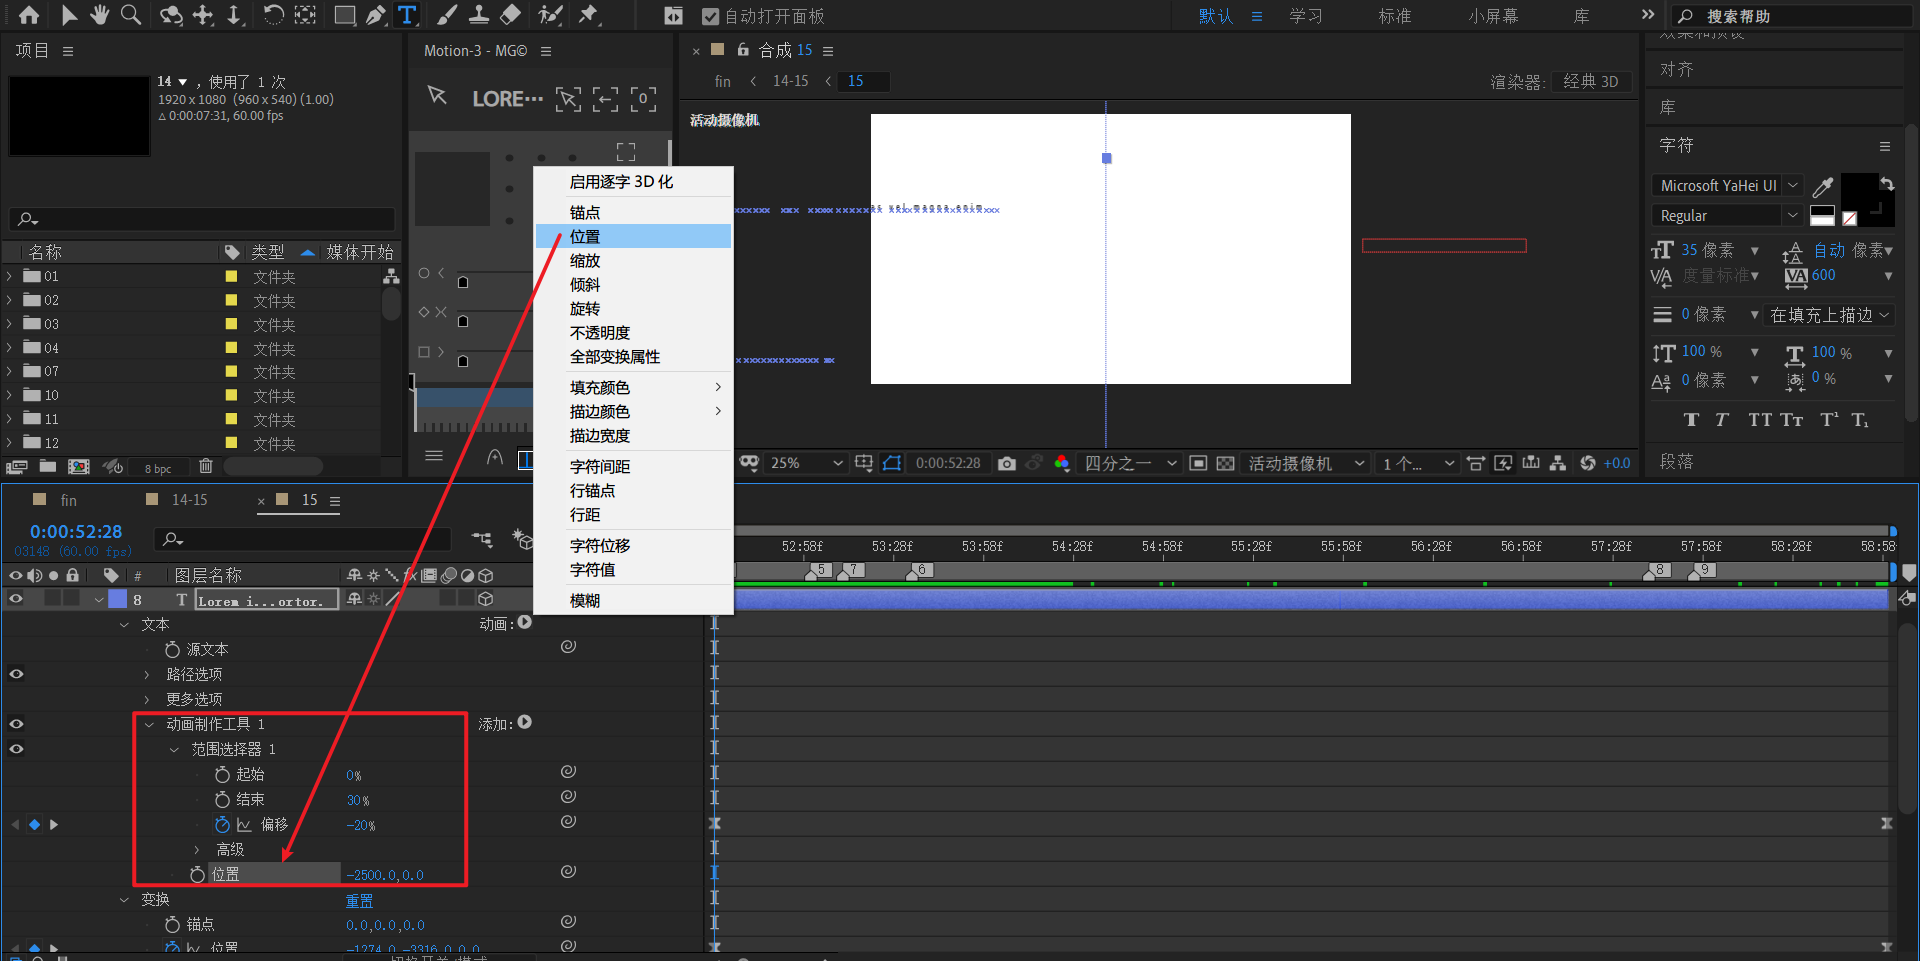 自动打开面板
默认
学习
标准
小屏幕
库
搜索帮助
项目
Motion-3 - MG©
合成 15
效果和预设
14 ，使用了 1 次
1920 x 1080 (960 x 540) (1.00)
△ 0:00:07:31, 60.00 fps
LORE···
0
fin
14-15
15
渲染器:
经典 3D
对齐
库
字符
活动摄像机
Microsoft YaHei UI
Regular
35 像素
自动 像素
度量标准
600
0 像素
在填充上描边
100 %
100 %
0 像素
0 %
段落
名称
类型
媒体开始
01 文件夹
02 文件夹
03 文件夹
04 文件夹
07 文件夹
10 文件夹
11 文件夹
12 文件夹
8 bpc
启用逐字 3D 化
锚点
位置
缩放
倾斜
旋转
不透明度
全部变换属性
填充颜色
描边颜色
描边宽度
字符间距
行锚点
行距
字符位移
字符值
模糊
25%
0:00:52:28
四分之一
活动摄像机
1 个...
+0.0
fin
14-15
15
0:00:52:28
03148 (60.00 fps)
#
图层名称
52:58f
53:28f
53:58f
54:28f
54:58f
55:28f
55:58f
56:28f
56:58f
57:28f
57:58f
58:28f
58:58
5
7
6
8
9
8
T
Lorem i...ortor.
文本
动画:
源文本
路径选项
更多选项
动画制作工具 1
添加:
范围选择器 1
起始 0%
结束 30%
偏移 -20%
高级
位置 -2500.0,0.0
变换 重置
锚点 0.0,0.0,0.0
位置 -1274.0,-3316.0,0.0
切换开关/模式